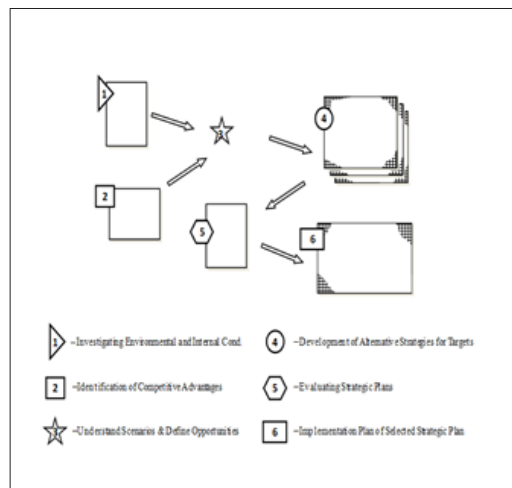 1
4
3
2
5
6
1 –Investigating Environmental and Internal Cond.
4 –Development of Alternative Strategies for Targets
2 –Identification of Competitive Advantages
5 –Evaluating Strategic Plans
3 –Understand Scenarios & Define Opportunities
6 –Implementation Plan of Selected Strategic Plan